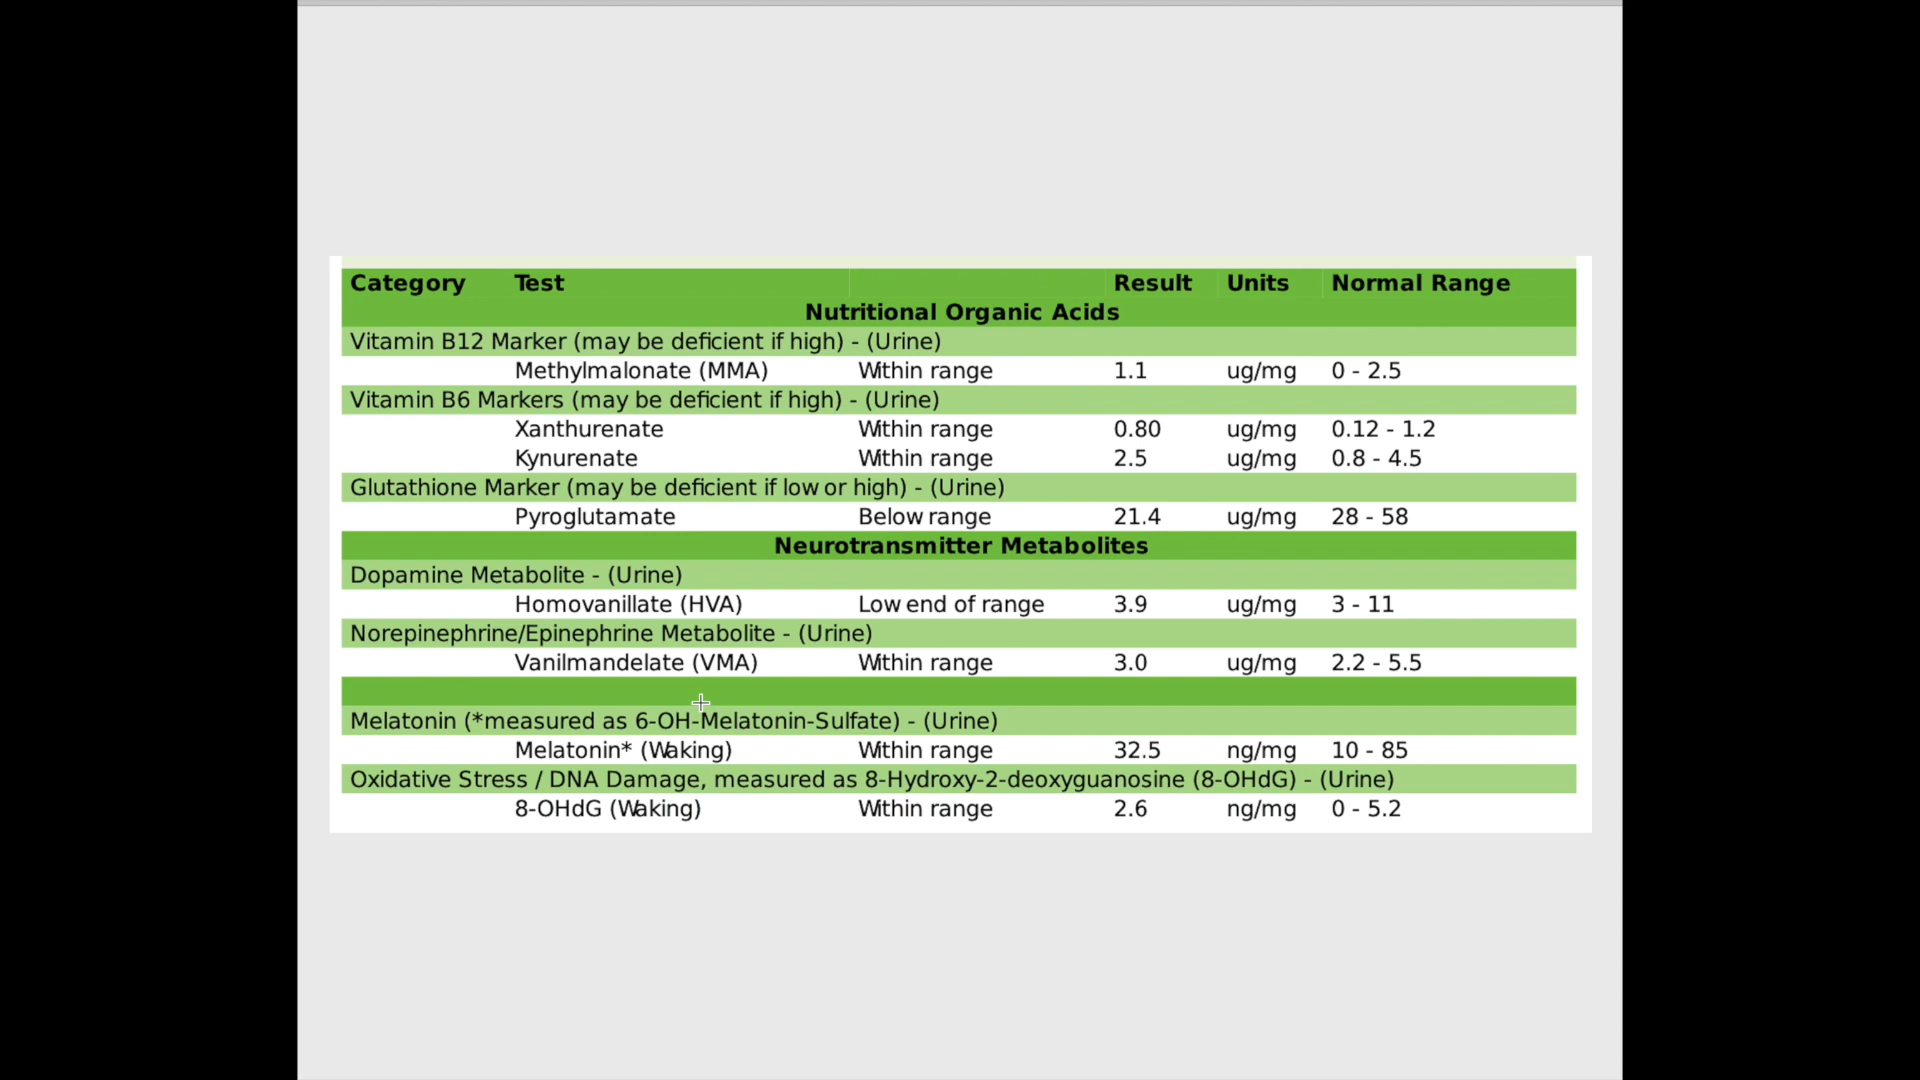 Category Test Result Units Normal Range
Nutritional Organic Acids
Vitamin B12 Marker (may be deficient if high) - (Urine)
Methylmalonate (MMA) Within range 1.1 ug/mg 0 - 2.5
Vitamin B6 Markers (may be deficient if high) - (Urine)
Xanthurenate Within range 0.80 ug/mg 0.12 - 1.2
Kynurenate Within range 2.5 ug/mg 0.8 - 4.5
Glutathione Marker (may be deficient if low or high) - (Urine)
Pyroglutamate Below range 21.4 ug/mg 28 - 58
Neurotransmitter Metabolites
Dopamine Metabolite - (Urine)
Homovanillate (HVA) Low end of range 3.9 ug/mg 3 - 11
Norepinephrine/Epinephrine Metabolite - (Urine)
Vanilmandelate (VMA) Within range 3.0 ug/mg 2.2 - 5.5
Melatonin (*measured as 6-OH-Melatonin-Sulfate) - (Urine)
Melatonin* (Waking) Within range 32.5 ng/mg 10 - 85
Oxidative Stress / DNA Damage, measured as 8-Hydroxy-2-deoxyguanosine (8-OHdG) - (Urine)
8-OHdG (Waking) Within range 2.6 ng/mg 0 - 5.2